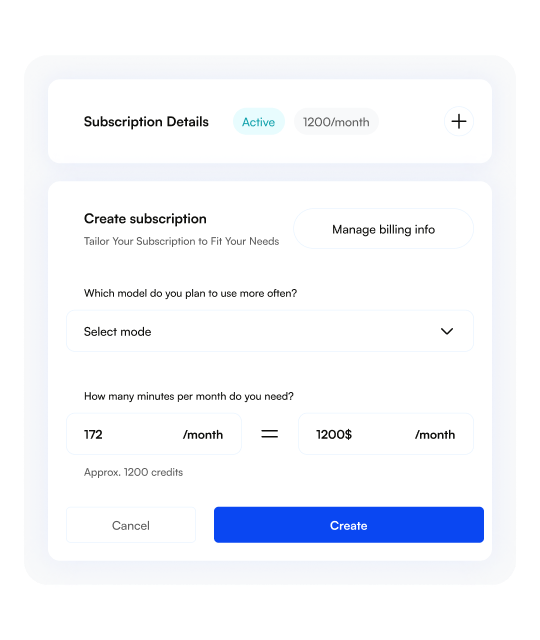 Subscription Details Active 1200/month
Create subscription
Tailor Your Subscription to Fit Your Needs
Manage billing info
Which model do you plan to use more often?
Select mode
How many minutes per month do you need?
172 /month = 1200$ /month
Approx. 1200 credits
Cancel Create